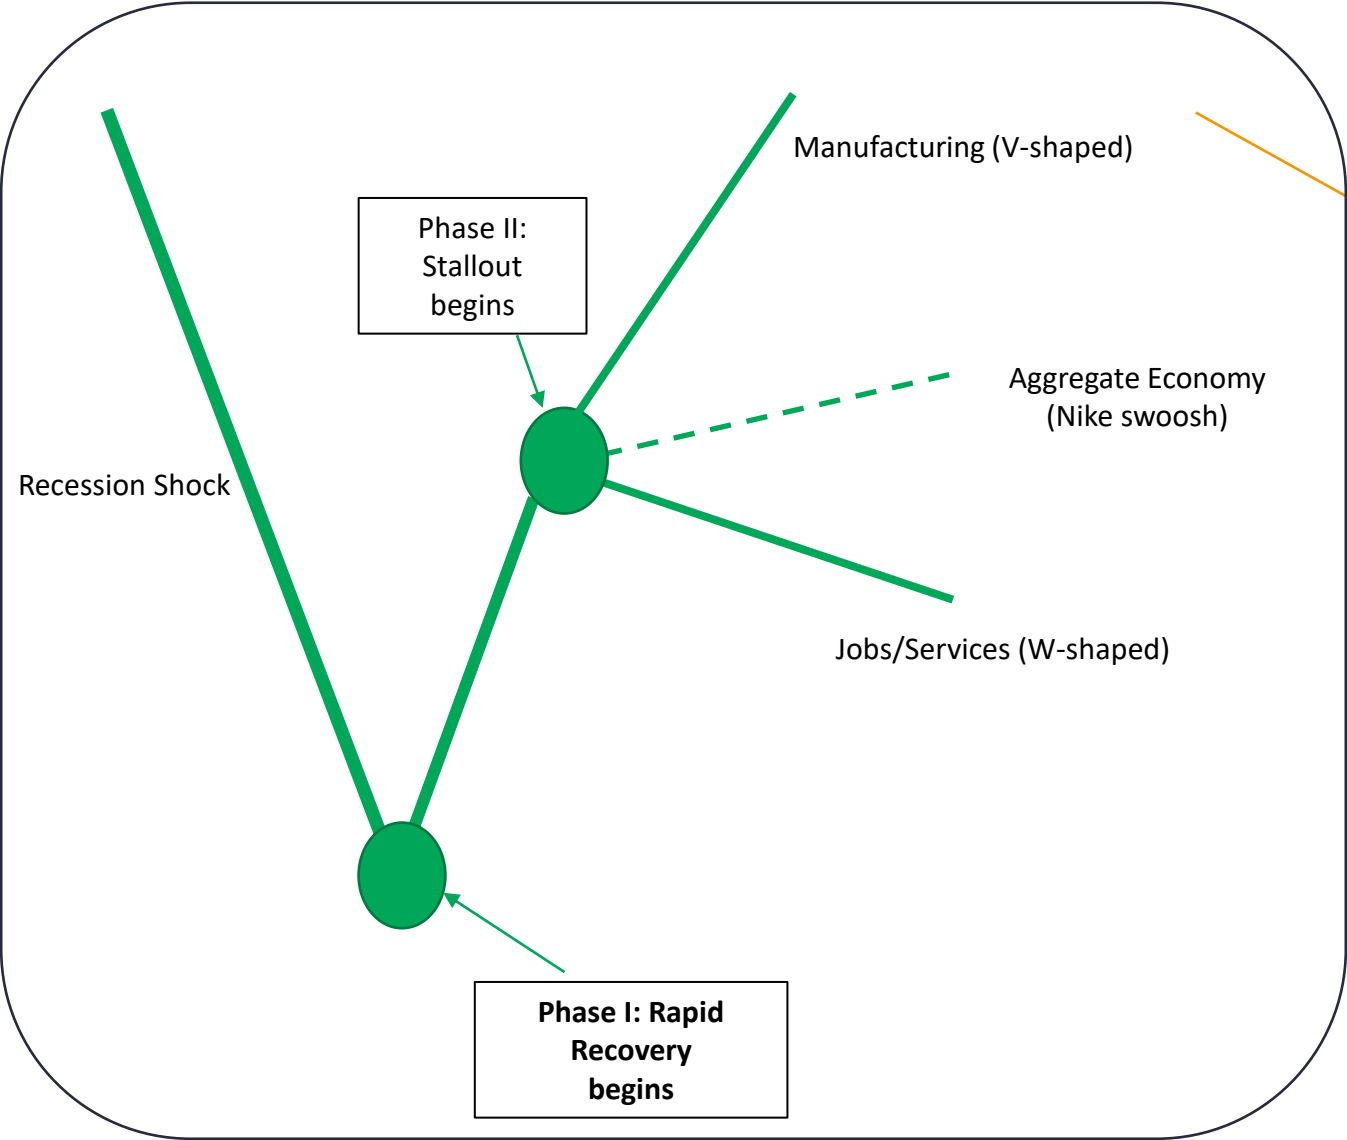 Manufacturing (V-shaped)
Phase II:
Stallout
begins
Aggregate Economy
(Nike swoosh)
Recession Shock
Jobs/Services (W-shaped)
Phase I: Rapid
Recovery
begins